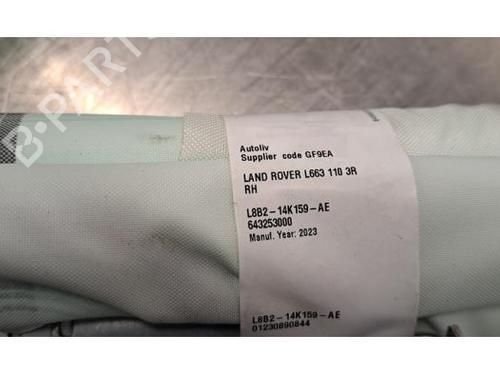 B-PARTS
Autoliv
Supplier code GF9EA
LAND ROVER L663 110 3R
RH
L8B2-14K159-AE
643253000
Manuf. Year: 2023
L8B2-14K159-AE
01230890844